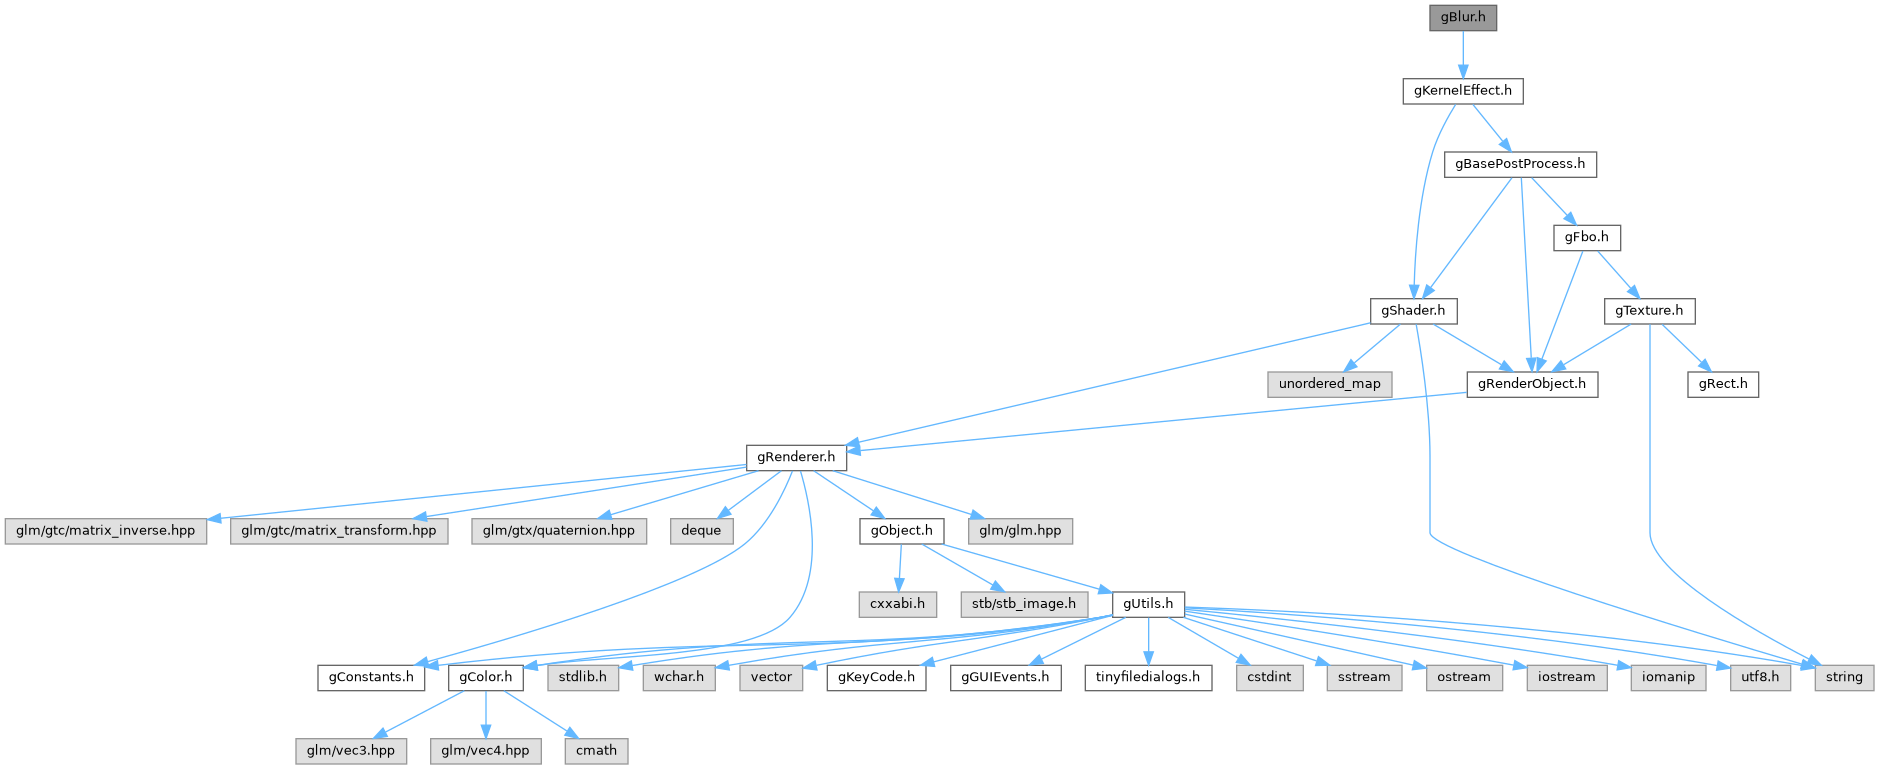 gBlur.h
gKernelEffect.h
gBasePostProcess.h
gFbo.h
gShader.h
gTexture.h
unordered_map
gRenderObject.h
gRect.h
gRenderer.h
glm/gtc/matrix_inverse.hpp
glm/gtc/matrix_transform.hpp
glm/gtx/quaternion.hpp
deque
gObject.h
glm/glm.hpp
cxxabi.h
stb/stb_image.h
gUtils.h
gConstants.h
gColor.h
stdlib.h
wchar.h
vector
gKeyCode.h
gGUIEvents.h
tinyfiledialogs.h
cstdint
sstream
ostream
iostream
iomanip
utf8.h
string
glm/vec3.hpp
glm/vec4.hpp
cmath